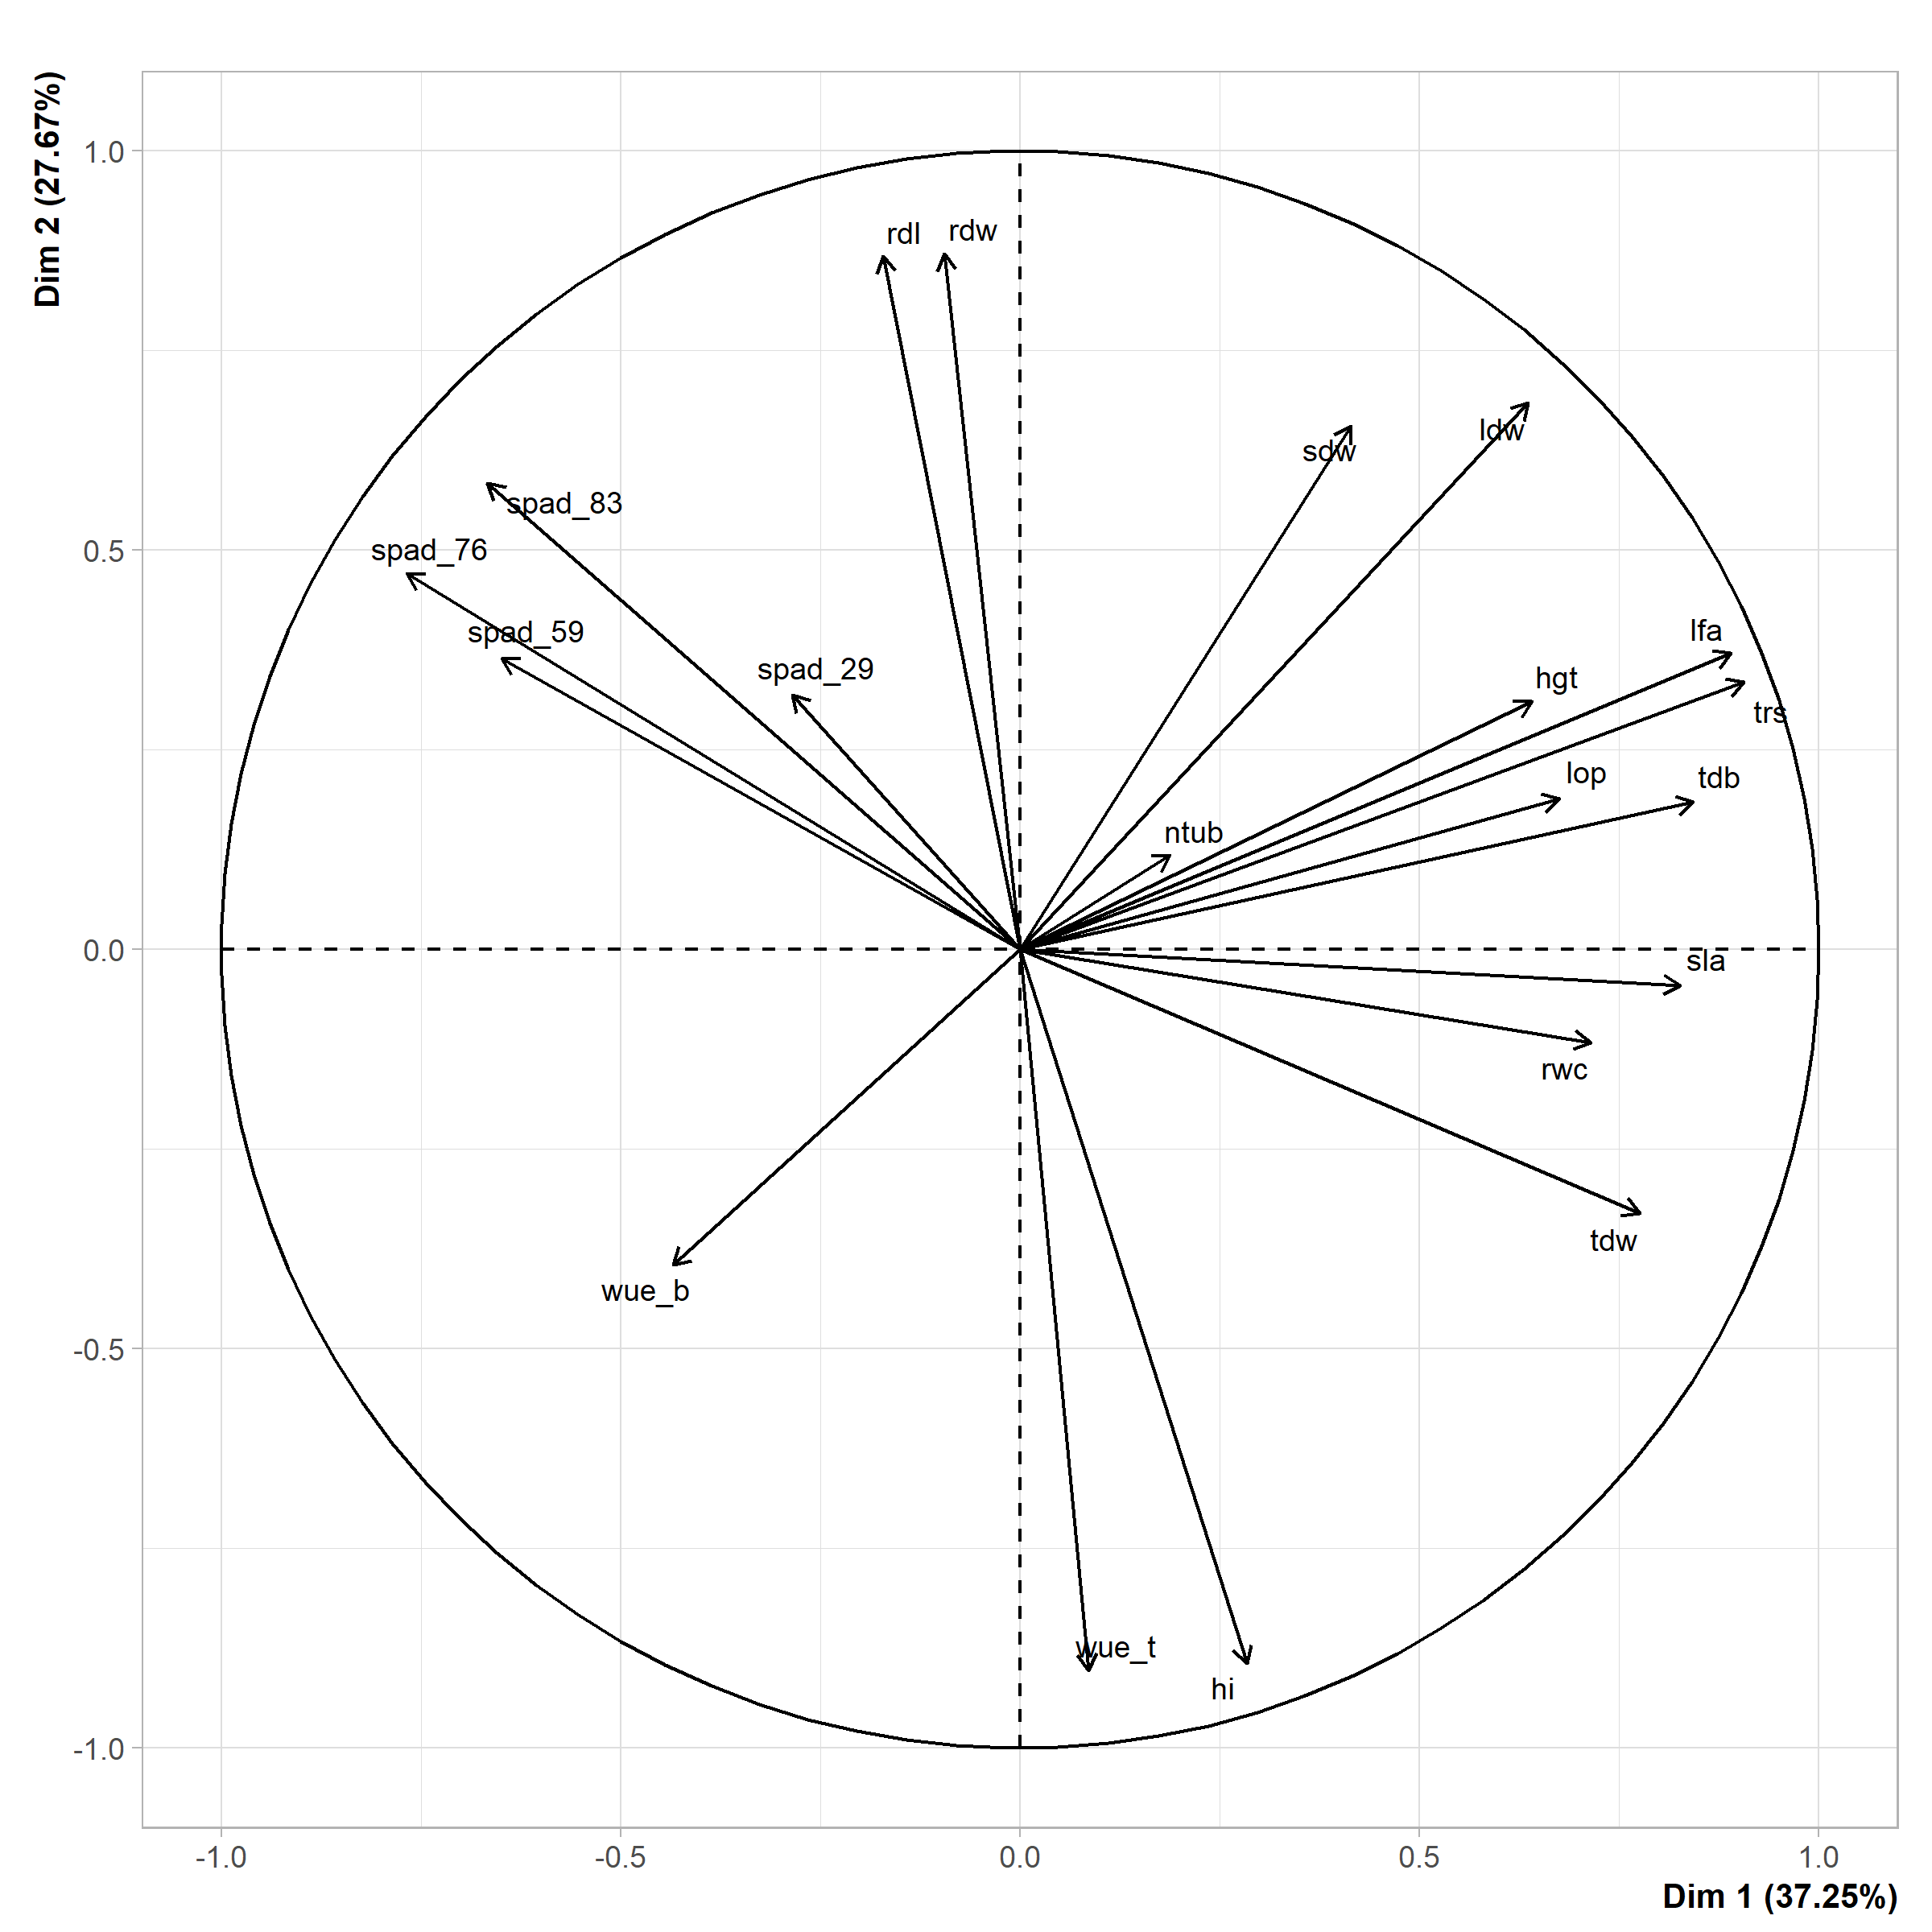 Dim 2 (27.67%)
1.0
0.5
0.0
-0.5
-1.0
rdl
rdw
sdw
ldw
spad_83
spad_76
spad_59
spad_29
lfa
hgt
trs
lop
tdb
ntub
sla
rwc
tdw
wue_b
wue_t
hi
-1.0
-0.5
0.0
0.5
1.0
Dim 1 (37.25%)